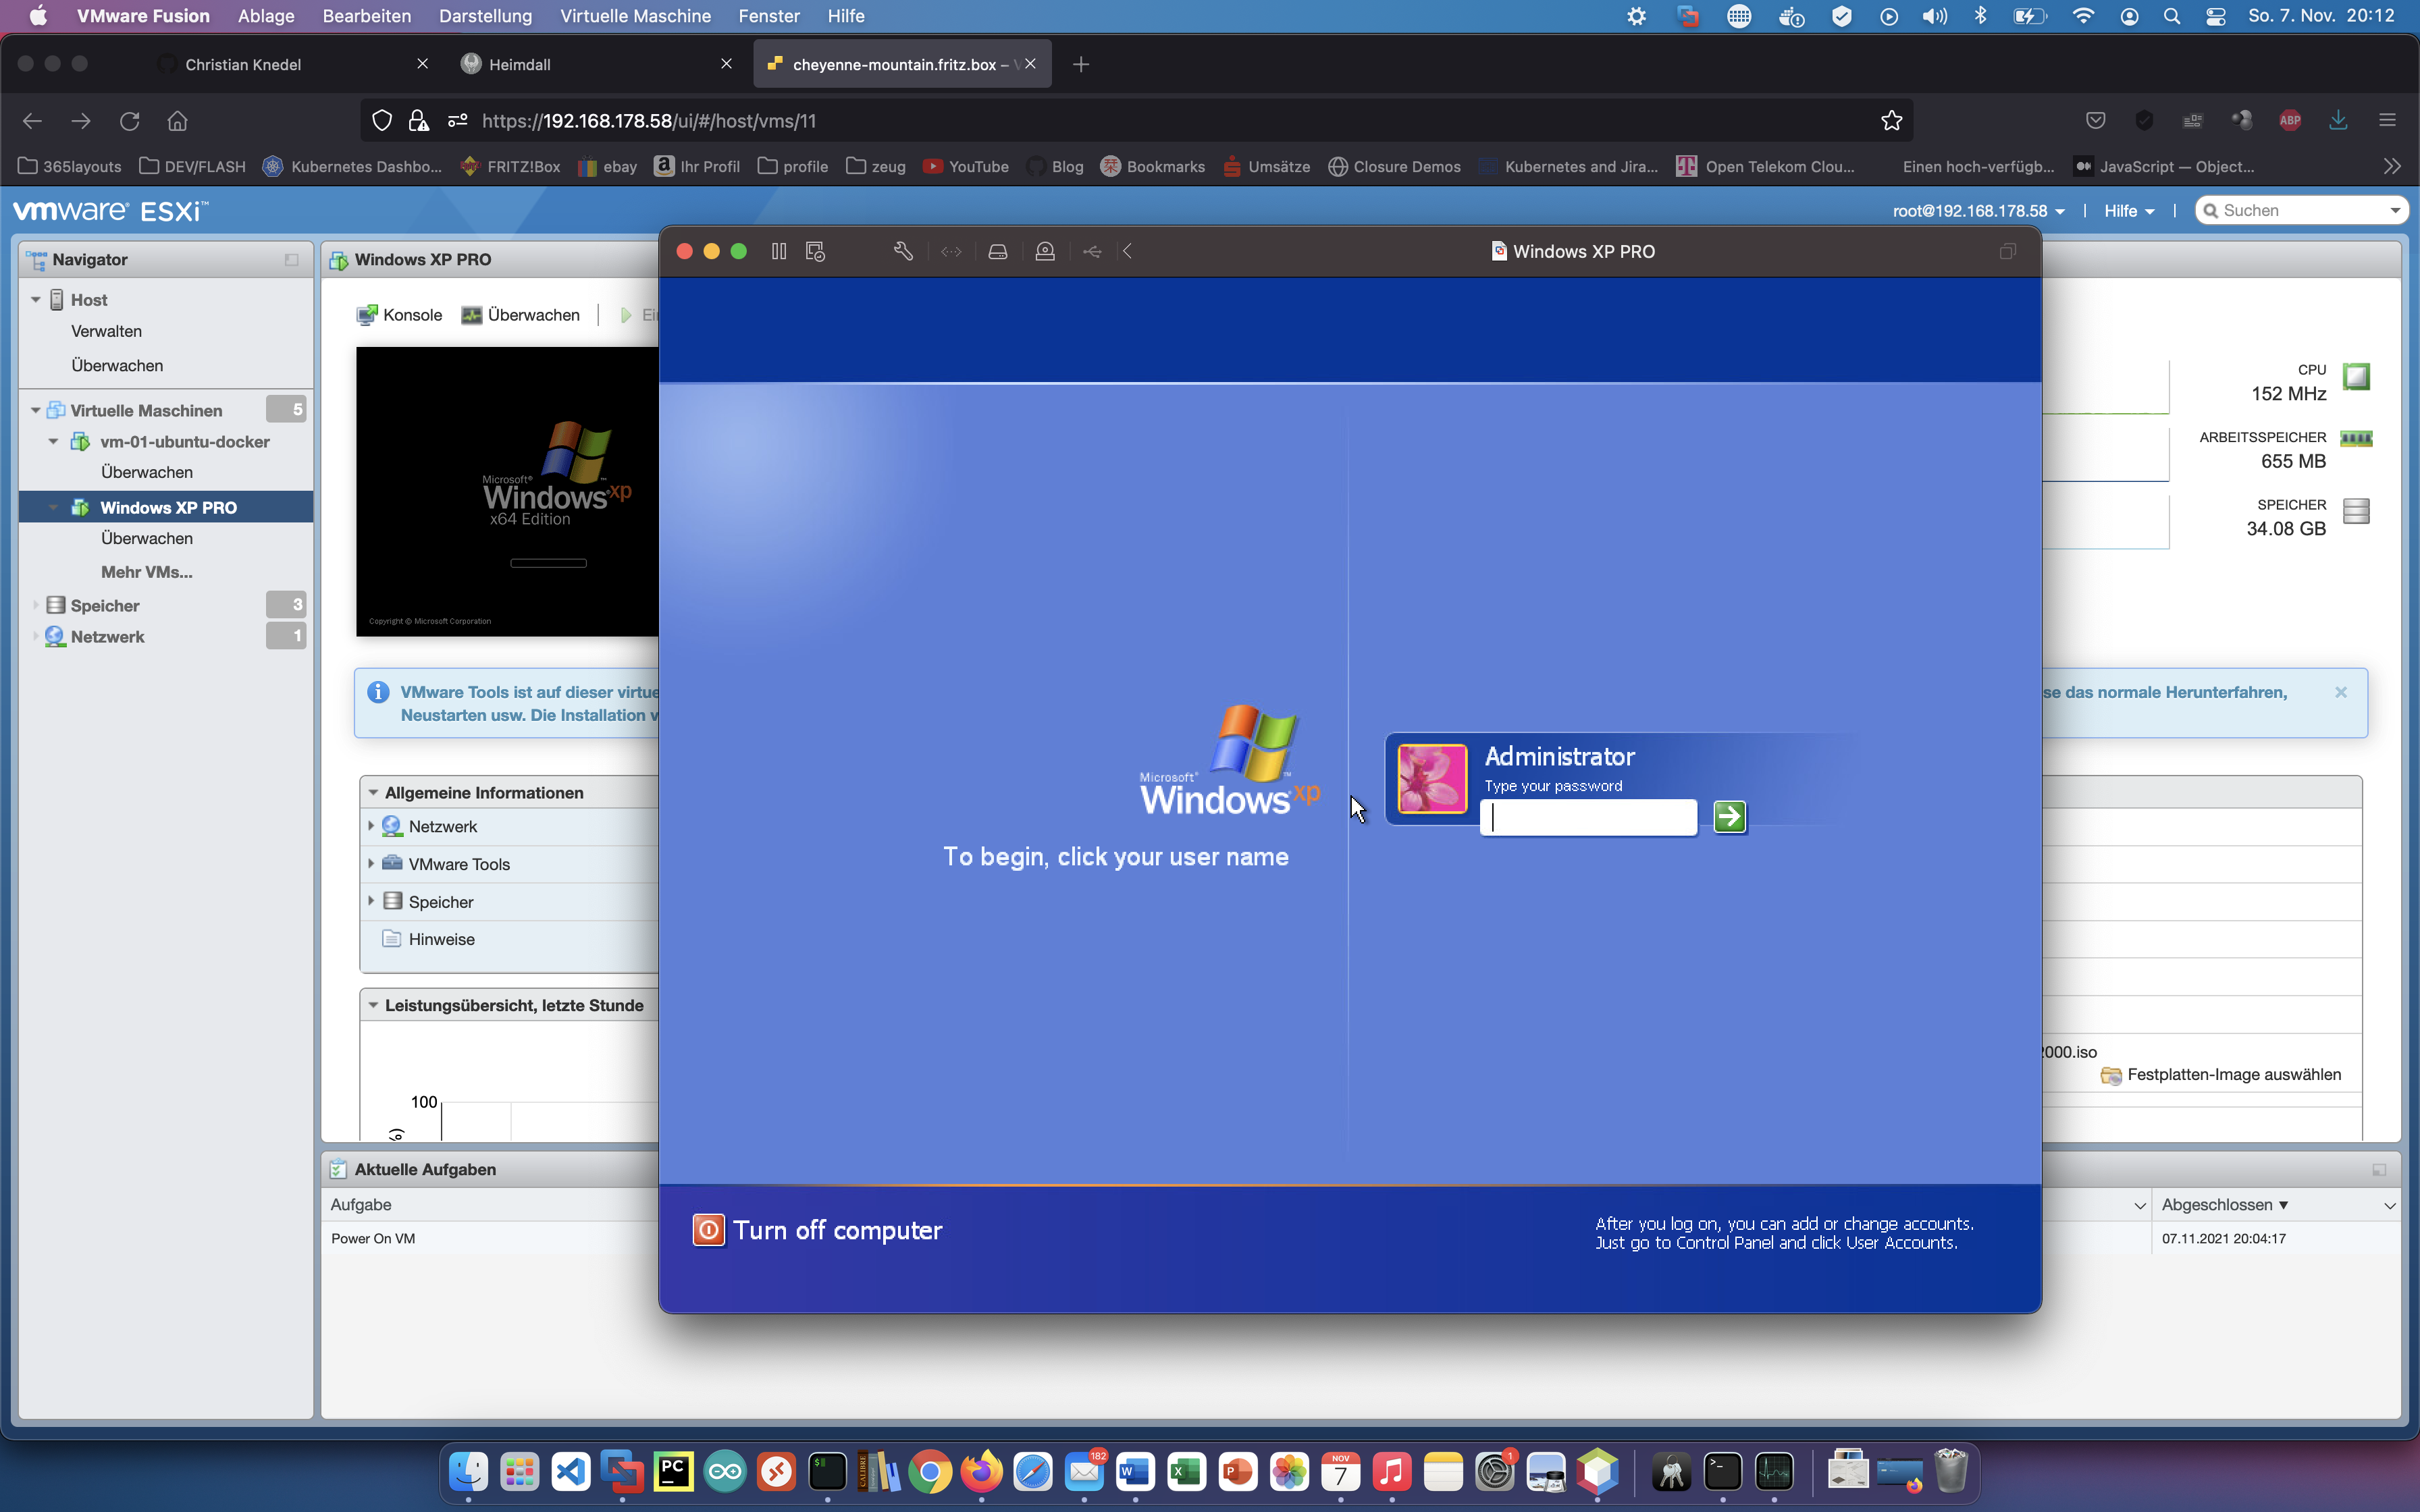 VMware Fusion Ablage Bearbeiten Darstellung Virtuelle Maschine Fenster Hilfe So. 7. Nov. 20:12
Christian Knedel Heimdall cheyenne-mountain.fritz.box –
https://192.168.178.58/ui/#/host/vms/11 ABP
365layouts DEV/FLASH Kubernetes Dashbo... FRITZ!Box ebay Ihr Profil profile zeug YouTube Blog Bookmarks Umsätze Closure Demos Kubernetes and Jira... Open Telekom Clou... Einen hoch-verfügb... JavaScript — Object...
vmware® ESXi™ root@192.168.178.58 Hilfe Suchen
Navigator
Host
Verwalten
Überwachen
Virtuelle Maschinen 5
vm-01-ubuntu-docker
Überwachen
Windows XP PRO
Überwachen
Mehr VMs...
Speicher 3
Netzwerk 1
Windows XP PRO
Konsole Überwachen Ei
Microsoft®
Windows xp
x64 Edition
Copyright © Microsoft Corporation
VMware Tools ist auf dieser virtue
Neustarten usw. Die Installation v
se das normale Herunterfahren,
Allgemeine Informationen
Netzwerk
VMware Tools
Speicher
Hinweise
Leistungsübersicht, letzte Stunde
100
CPU
152 MHz
ARBEITSSPEICHER
655 MB
SPEICHER
34.08 GB
000.iso
Festplatten-Image auswählen
Windows XP PRO
Microsoft®
Windows xp
To begin, click your user name
Administrator
Type your password
Turn off computer
After you log on, you can add or change accounts.
Just go to Control Panel and click User Accounts.
Aktuelle Aufgaben
Aufgabe Abgeschlossen ▼
Power On VM 07.11.2021 20:04:17
PC CALIBRE 182 W X P NOV 7 1